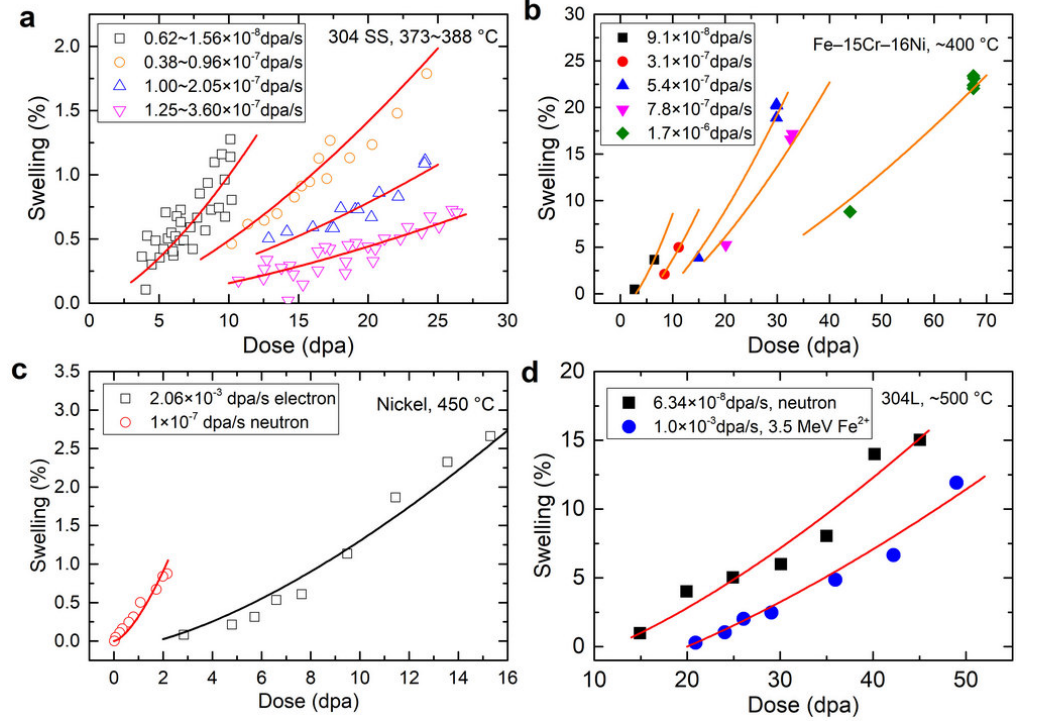 a
304 SS, 373~388 °C
0.62~1.56×10⁻⁸dpa/s
0.38~0.96×10⁻⁷dpa/s
1.00~2.05×10⁻⁷dpa/s
1.25~3.60×10⁻⁷dpa/s
2.0
1.5
1.0
0.5
0.0
Swelling (%)
0 5 10 15 20 25 30
Dose (dpa)
b
Fe–15Cr–16Ni, ~400 °C
9.1×10⁻⁸dpa/s
3.1×10⁻⁷dpa/s
5.4×10⁻⁷dpa/s
7.8×10⁻⁷dpa/s
1.7×10⁻⁶dpa/s
30
25
20
15
10
5
0
Swelling (%)
0 10 20 30 40 50 60 70
Dose (dpa)
c
Nickel, 450 °C
2.06×10⁻³ dpa/s electron
1×10⁻⁷ dpa/s neutron
3.5
3.0
2.5
2.0
1.5
1.0
0.5
0.0
Swelling (%)
0 2 4 6 8 10 12 14 16
Dose (dpa)
d
304L, ~500 °C
6.34×10⁻⁸dpa/s, neutron
1.0×10⁻³dpa/s, 3.5 MeV Fe²⁺
20
15
10
5
0
Swelling (%)
10 20 30 40 50
Dose (dpa)